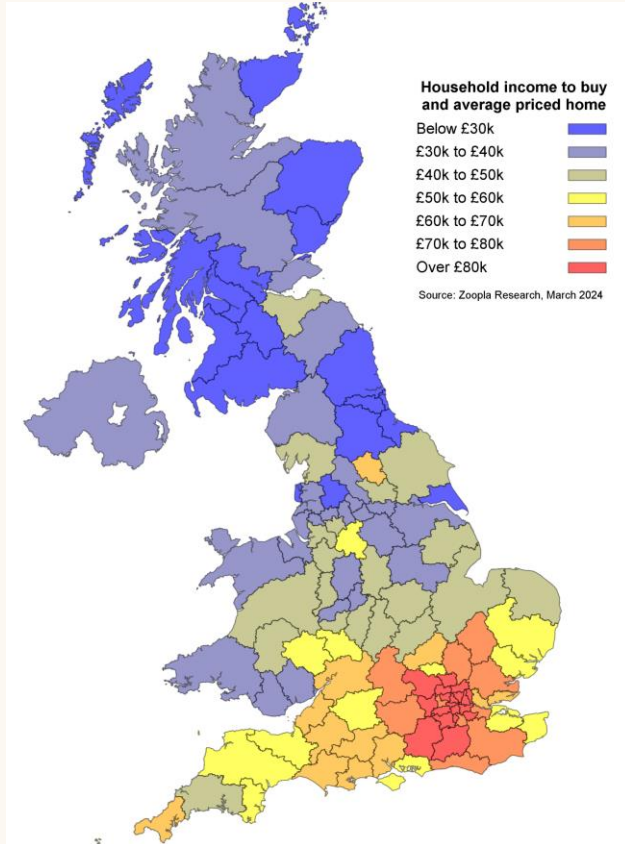 Household income to buy
and average priced home
Below £30k
£30k to £40k
£40k to £50k
£50k to £60k
£60k to £70k
£70k to £80k
Over £80k
Source: Zoopla Research, March 2024